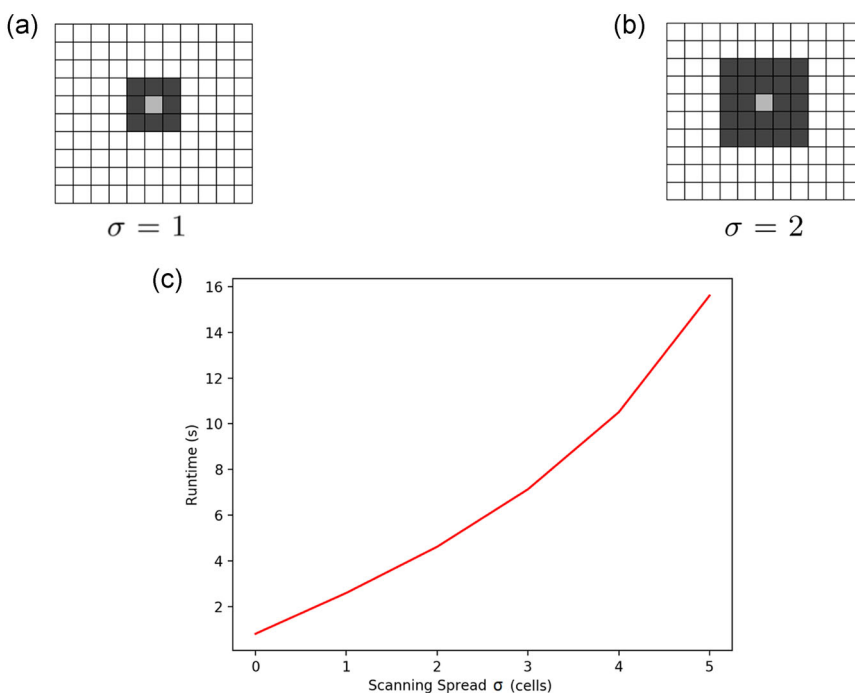 (a)
(b)
σ = 1
σ = 2
(c)
16
14
12
10
8
6
4
2
Runtime (s)
0 1 2 3 4 5
Scanning Spread σ (cells)